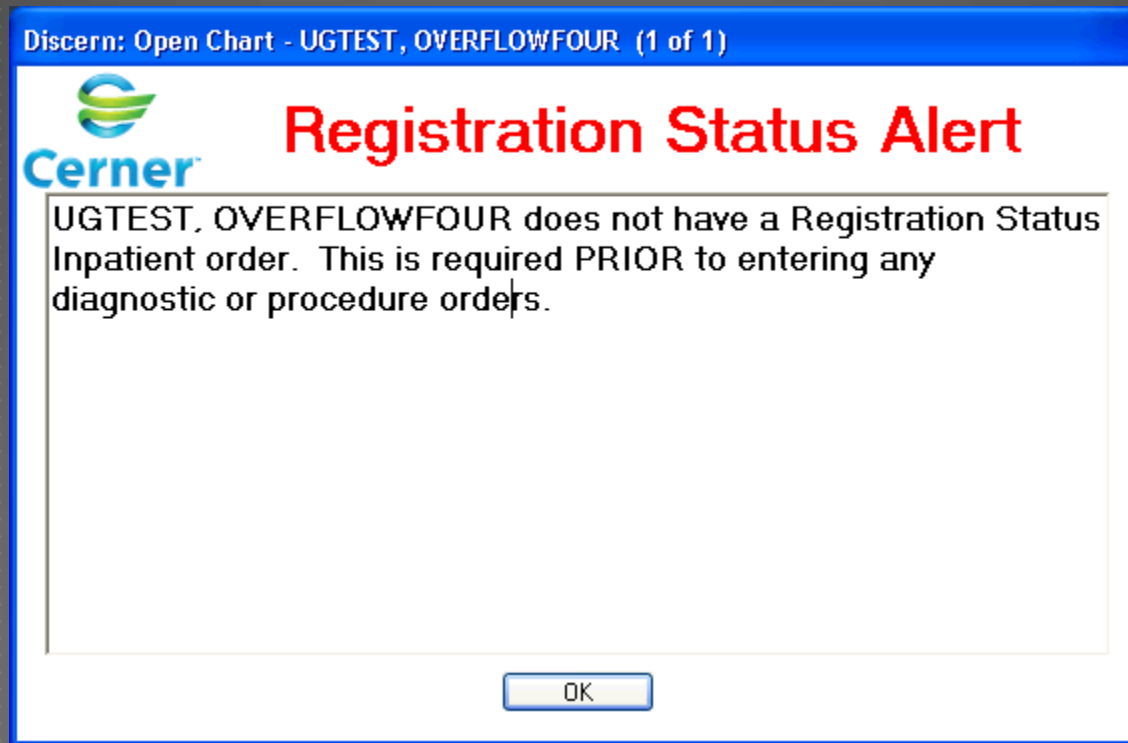 Discern: Open Chart - UGTEST, OVERFLOWFOUR (1 of 1)
Cerner
Registration Status Alert
UGTEST, OVERFLOWFOUR does not have a Registration Status
Inpatient order. This is required PRIOR to entering any
diagnostic or procedure orders.
OK